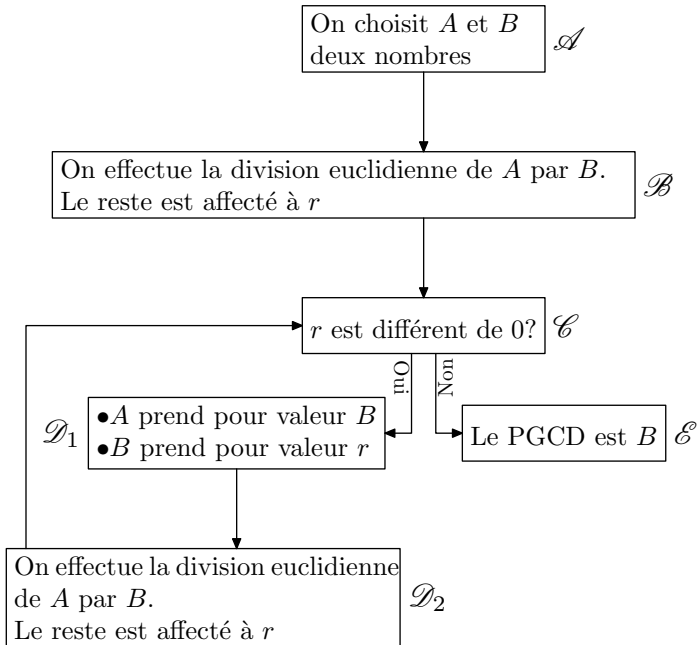 On choisit A et B
deux nombres
𝒜
On effectue la division euclidienne de A par B.
Le reste est affecté à r
ℬ
r est différent de 0?
𝒞
Oui
Non
•A prend pour valeur B
•B prend pour valeur r
𝒟1
Le PGCD est B
ℰ
On effectue la division euclidienne
de A par B.
Le reste est affecté à r
𝒟2